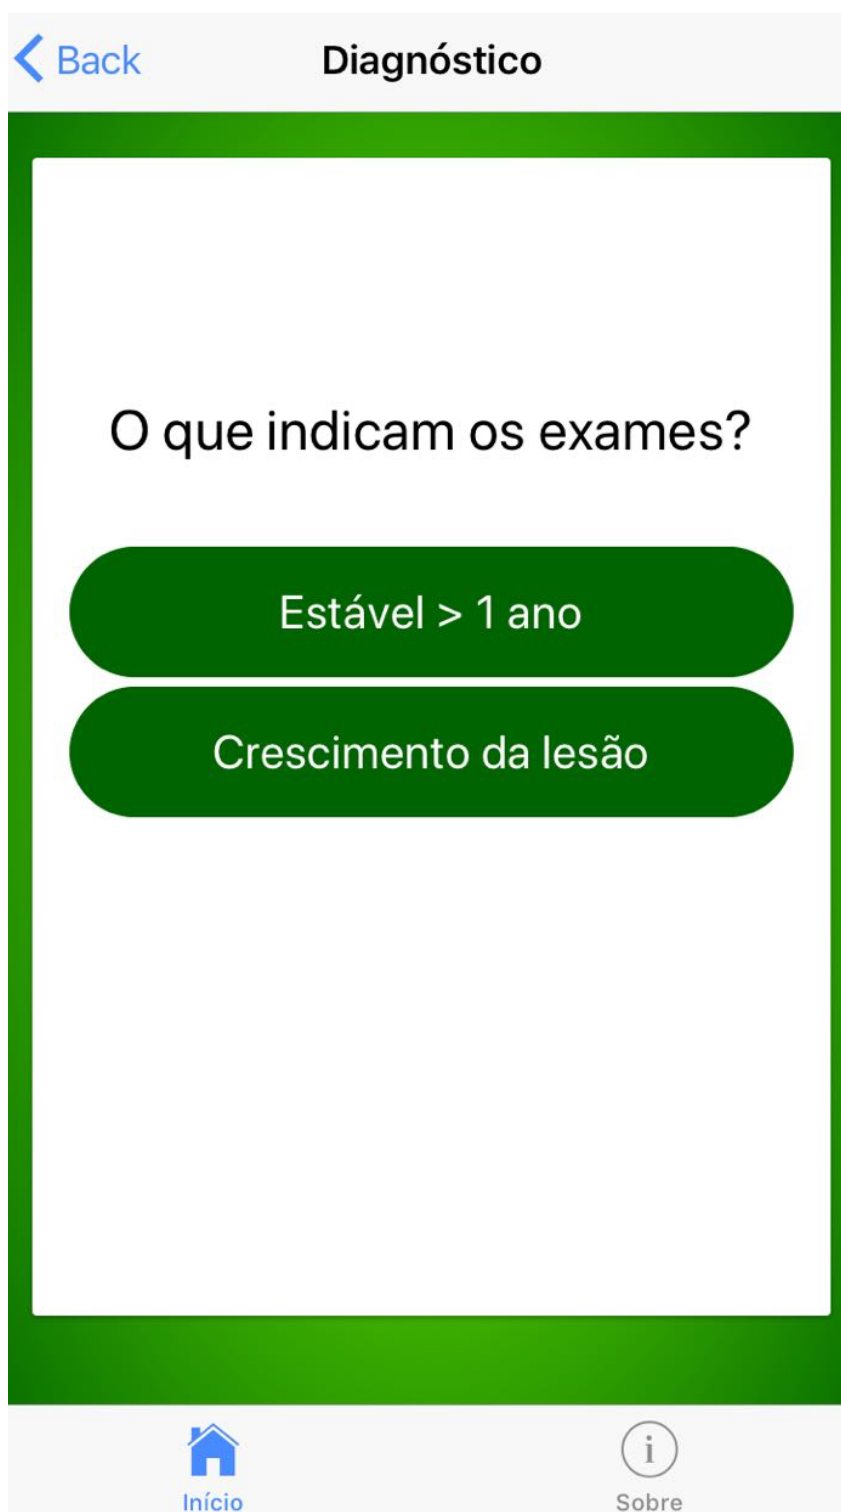 Back Diagnóstico
O que indicam os exames?
Estável > 1 ano
Crescimento da lesão
i
Início Sobre